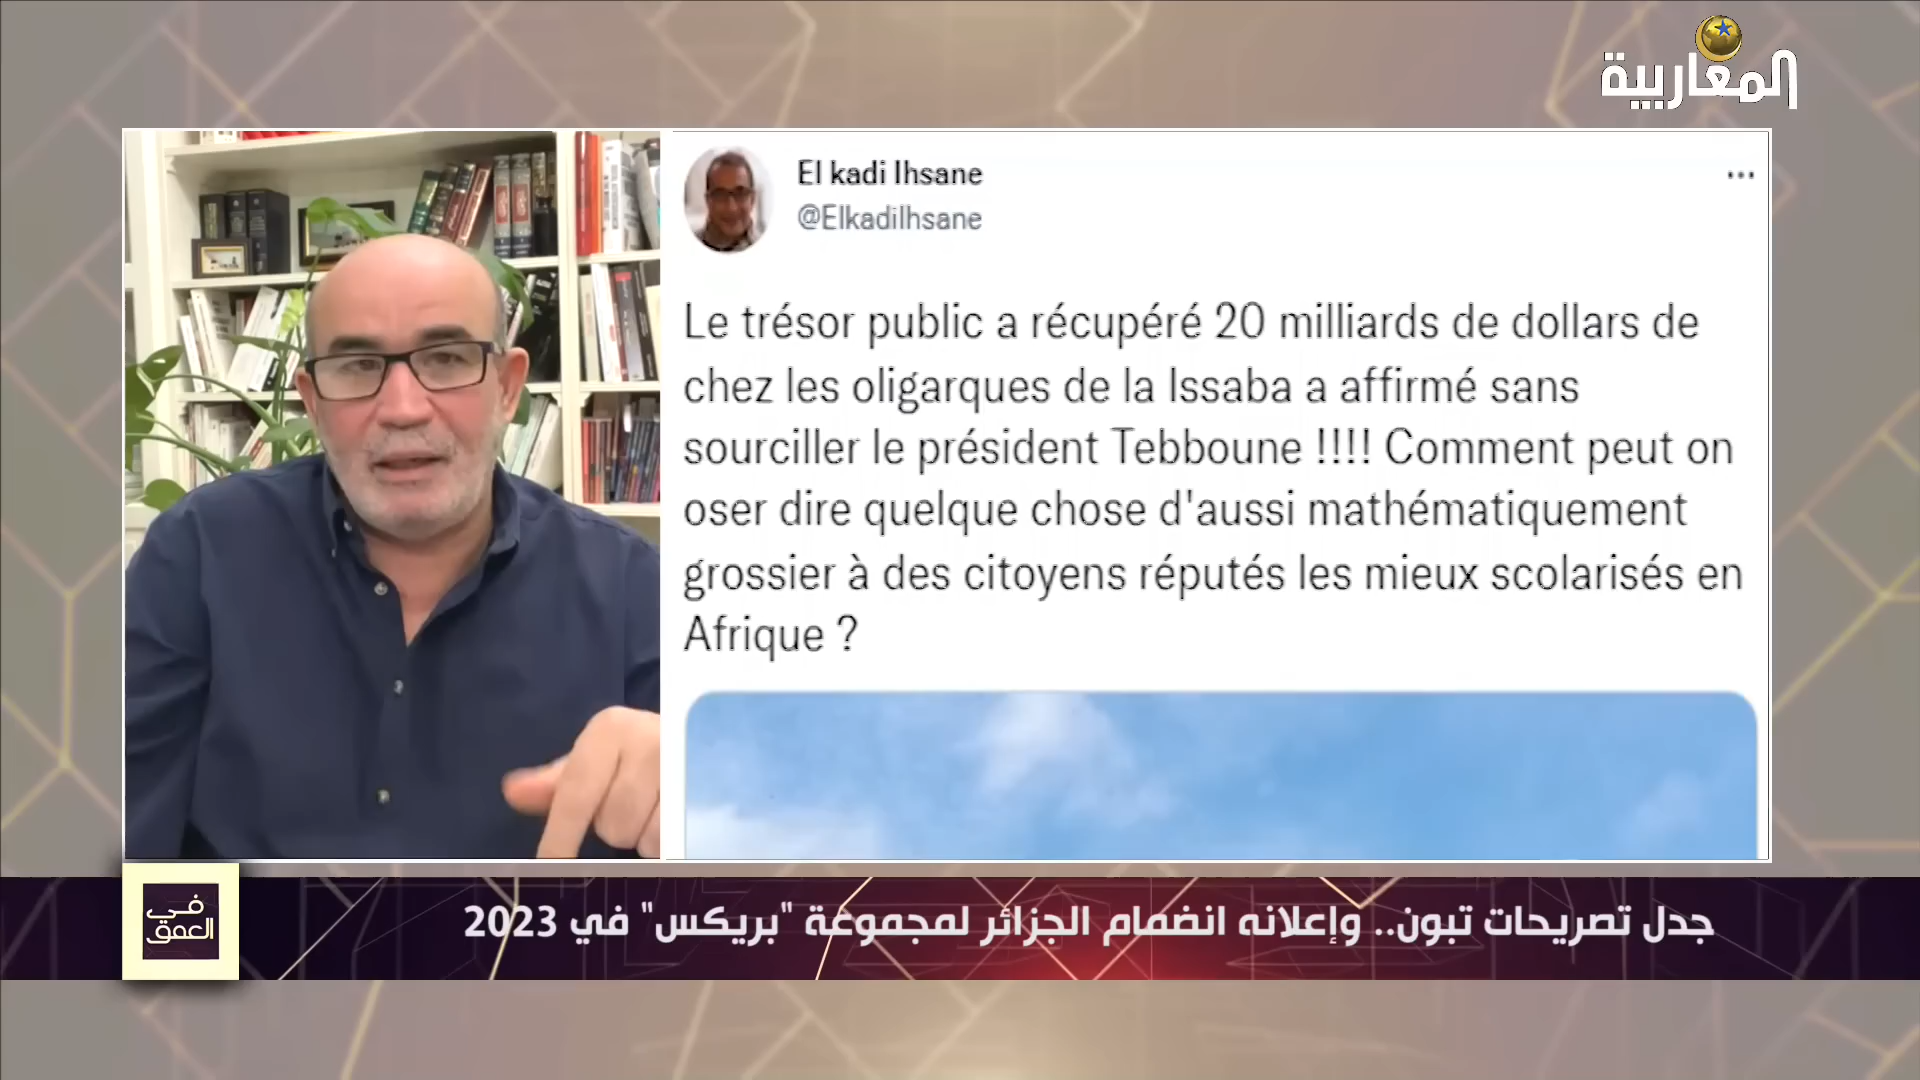 المغاربية
El kadi Ihsane
@ElkadiIhsane
Le trésor public a récupéré 20 milliards de dollars de
chez les oligarques de la Issaba a affirmé sans
sourciller le président Tebboune !!!! Comment peut on
oser dire quelque chose d'aussi mathématiquement
grossier à des citoyens réputés les mieux scolarisés en
Afrique ?
في
العمق
جدل تصريحات تبون.. وإعلانه انضمام الجزائر لمجموعة "بريكس" في 2023